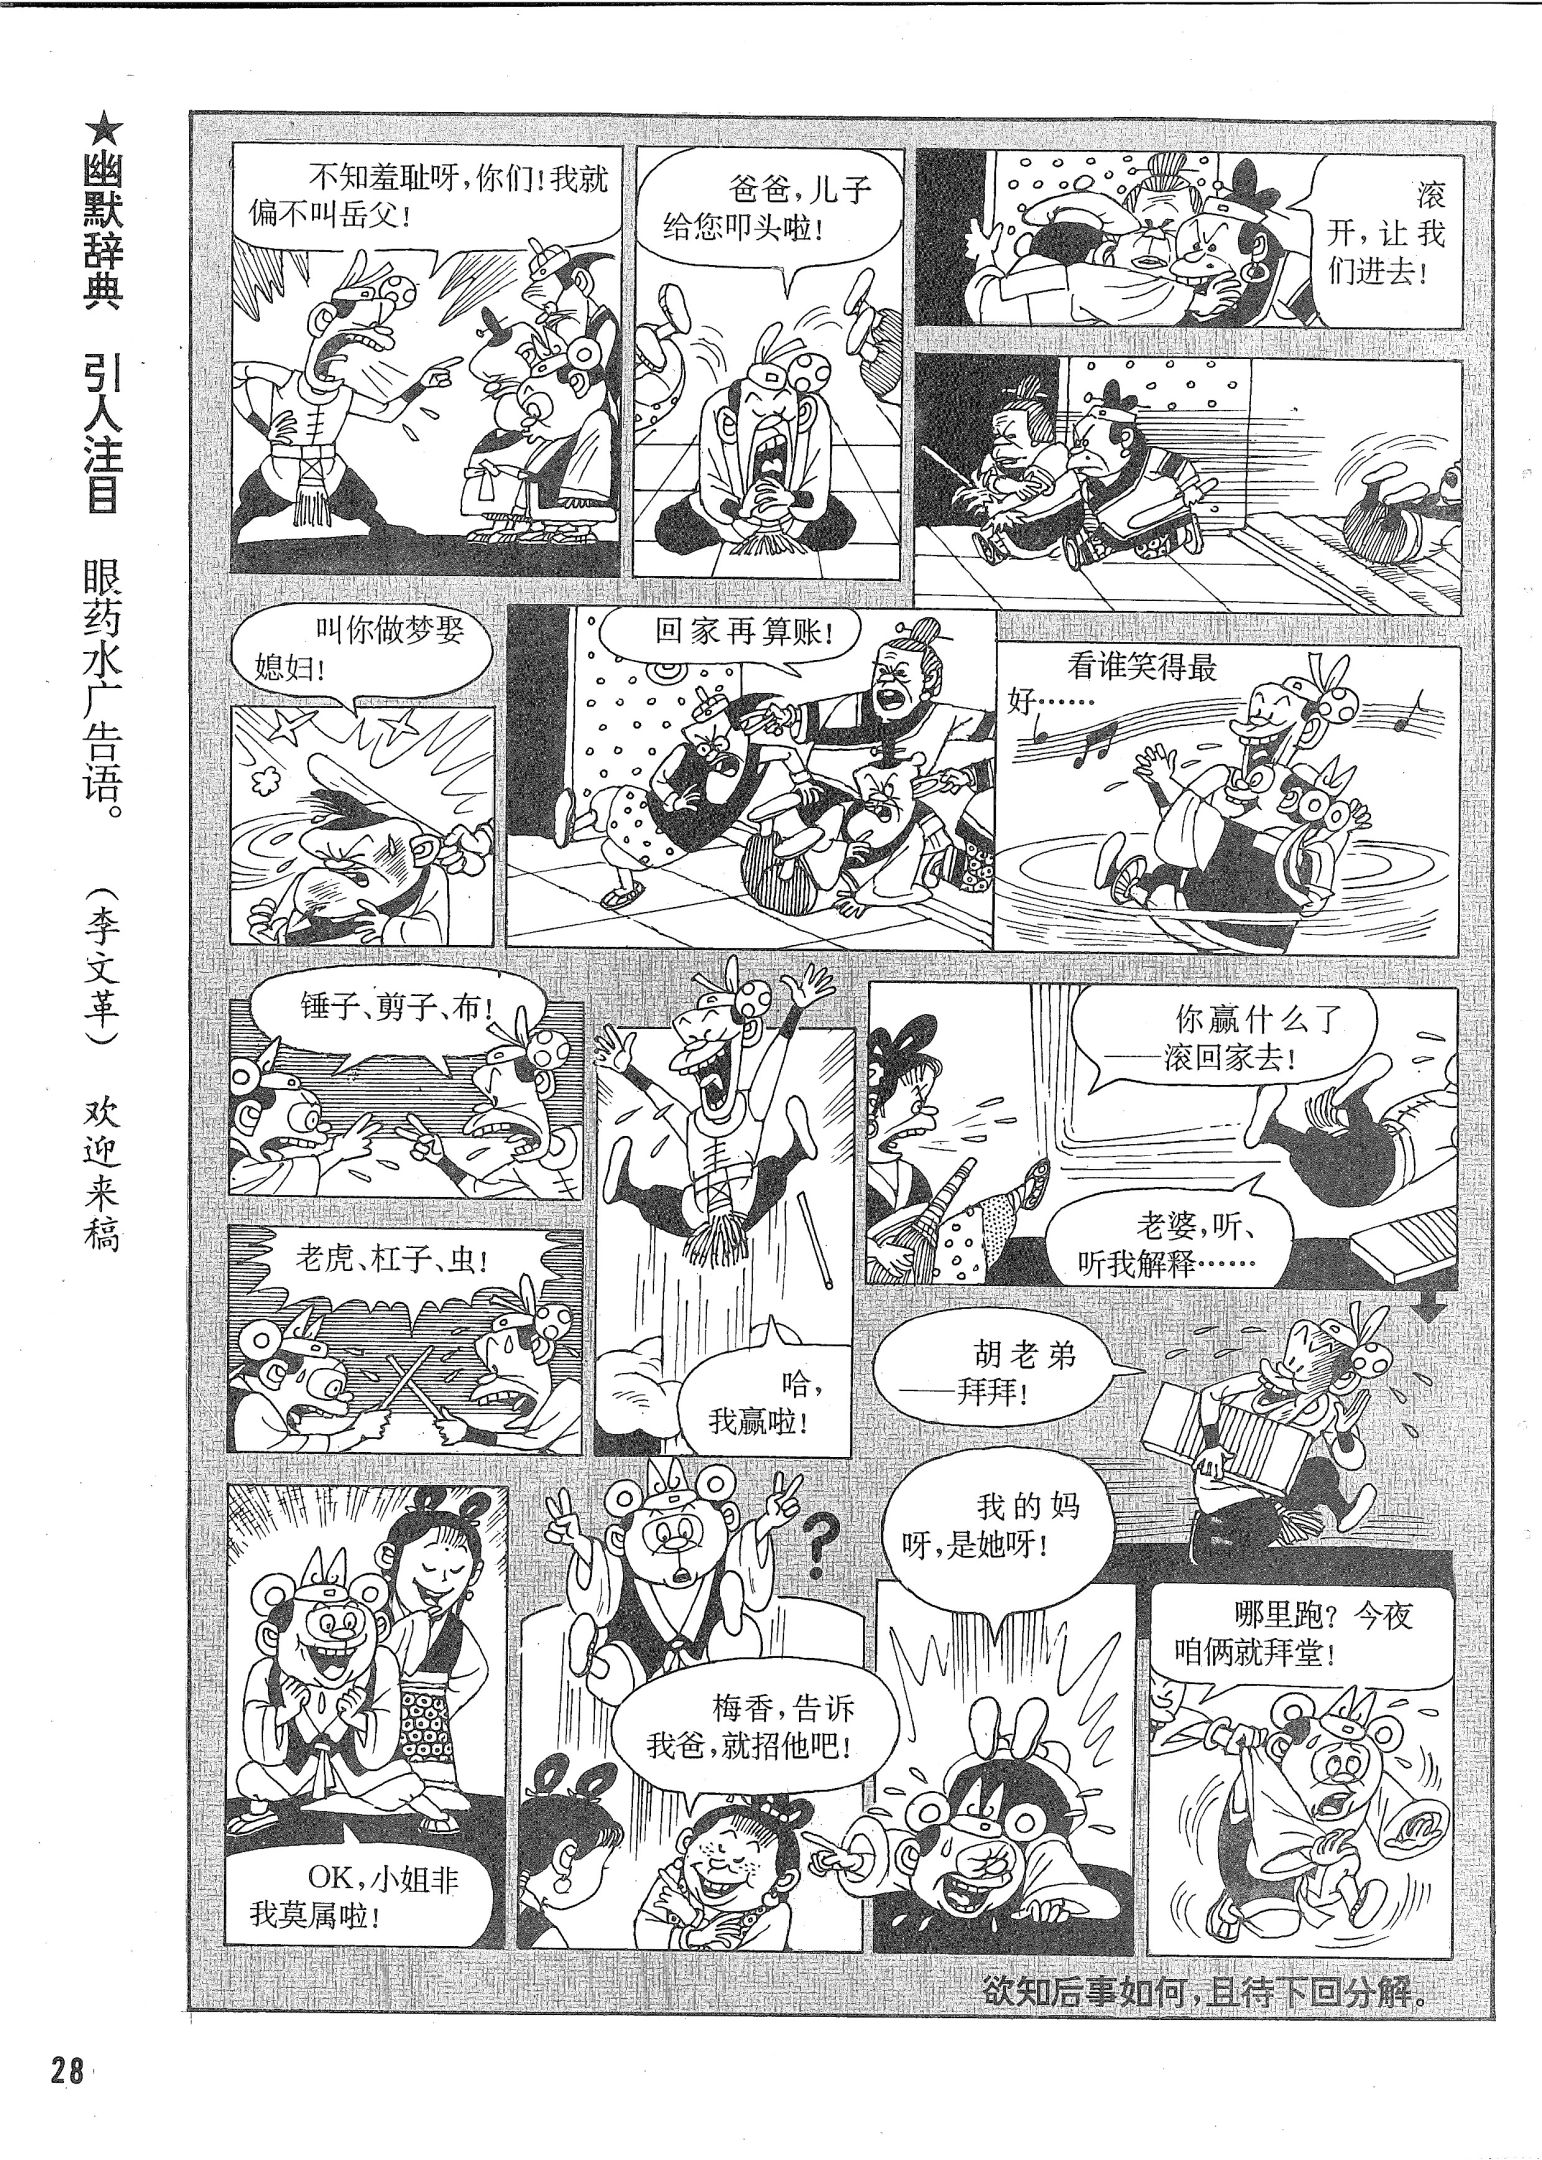 ★幽默辞典 引人注目 眼药水广告语。 （李文革） 欢迎来稿
不知羞耻呀,你们!我就
偏不叫岳父!
爸爸,儿子
给您叩头啦!
滚
开,让我
们进去!
叫你做梦娶
媳妇!
回家再算账!
看谁笑得最
好……
锤子、剪子、布!
老虎、杠子、虫!
哈,
我赢啦!
你赢什么了
——滚回家去!
老婆,听、
听我解释……
胡老弟
——拜拜!
OK,小姐非
我莫属啦!
?
梅香,告诉
我爸,就招他吧!
我的妈
呀,是她呀!
哪里跑?今夜
咱俩就拜堂!
欲知后事如何,且待下回分解。
28